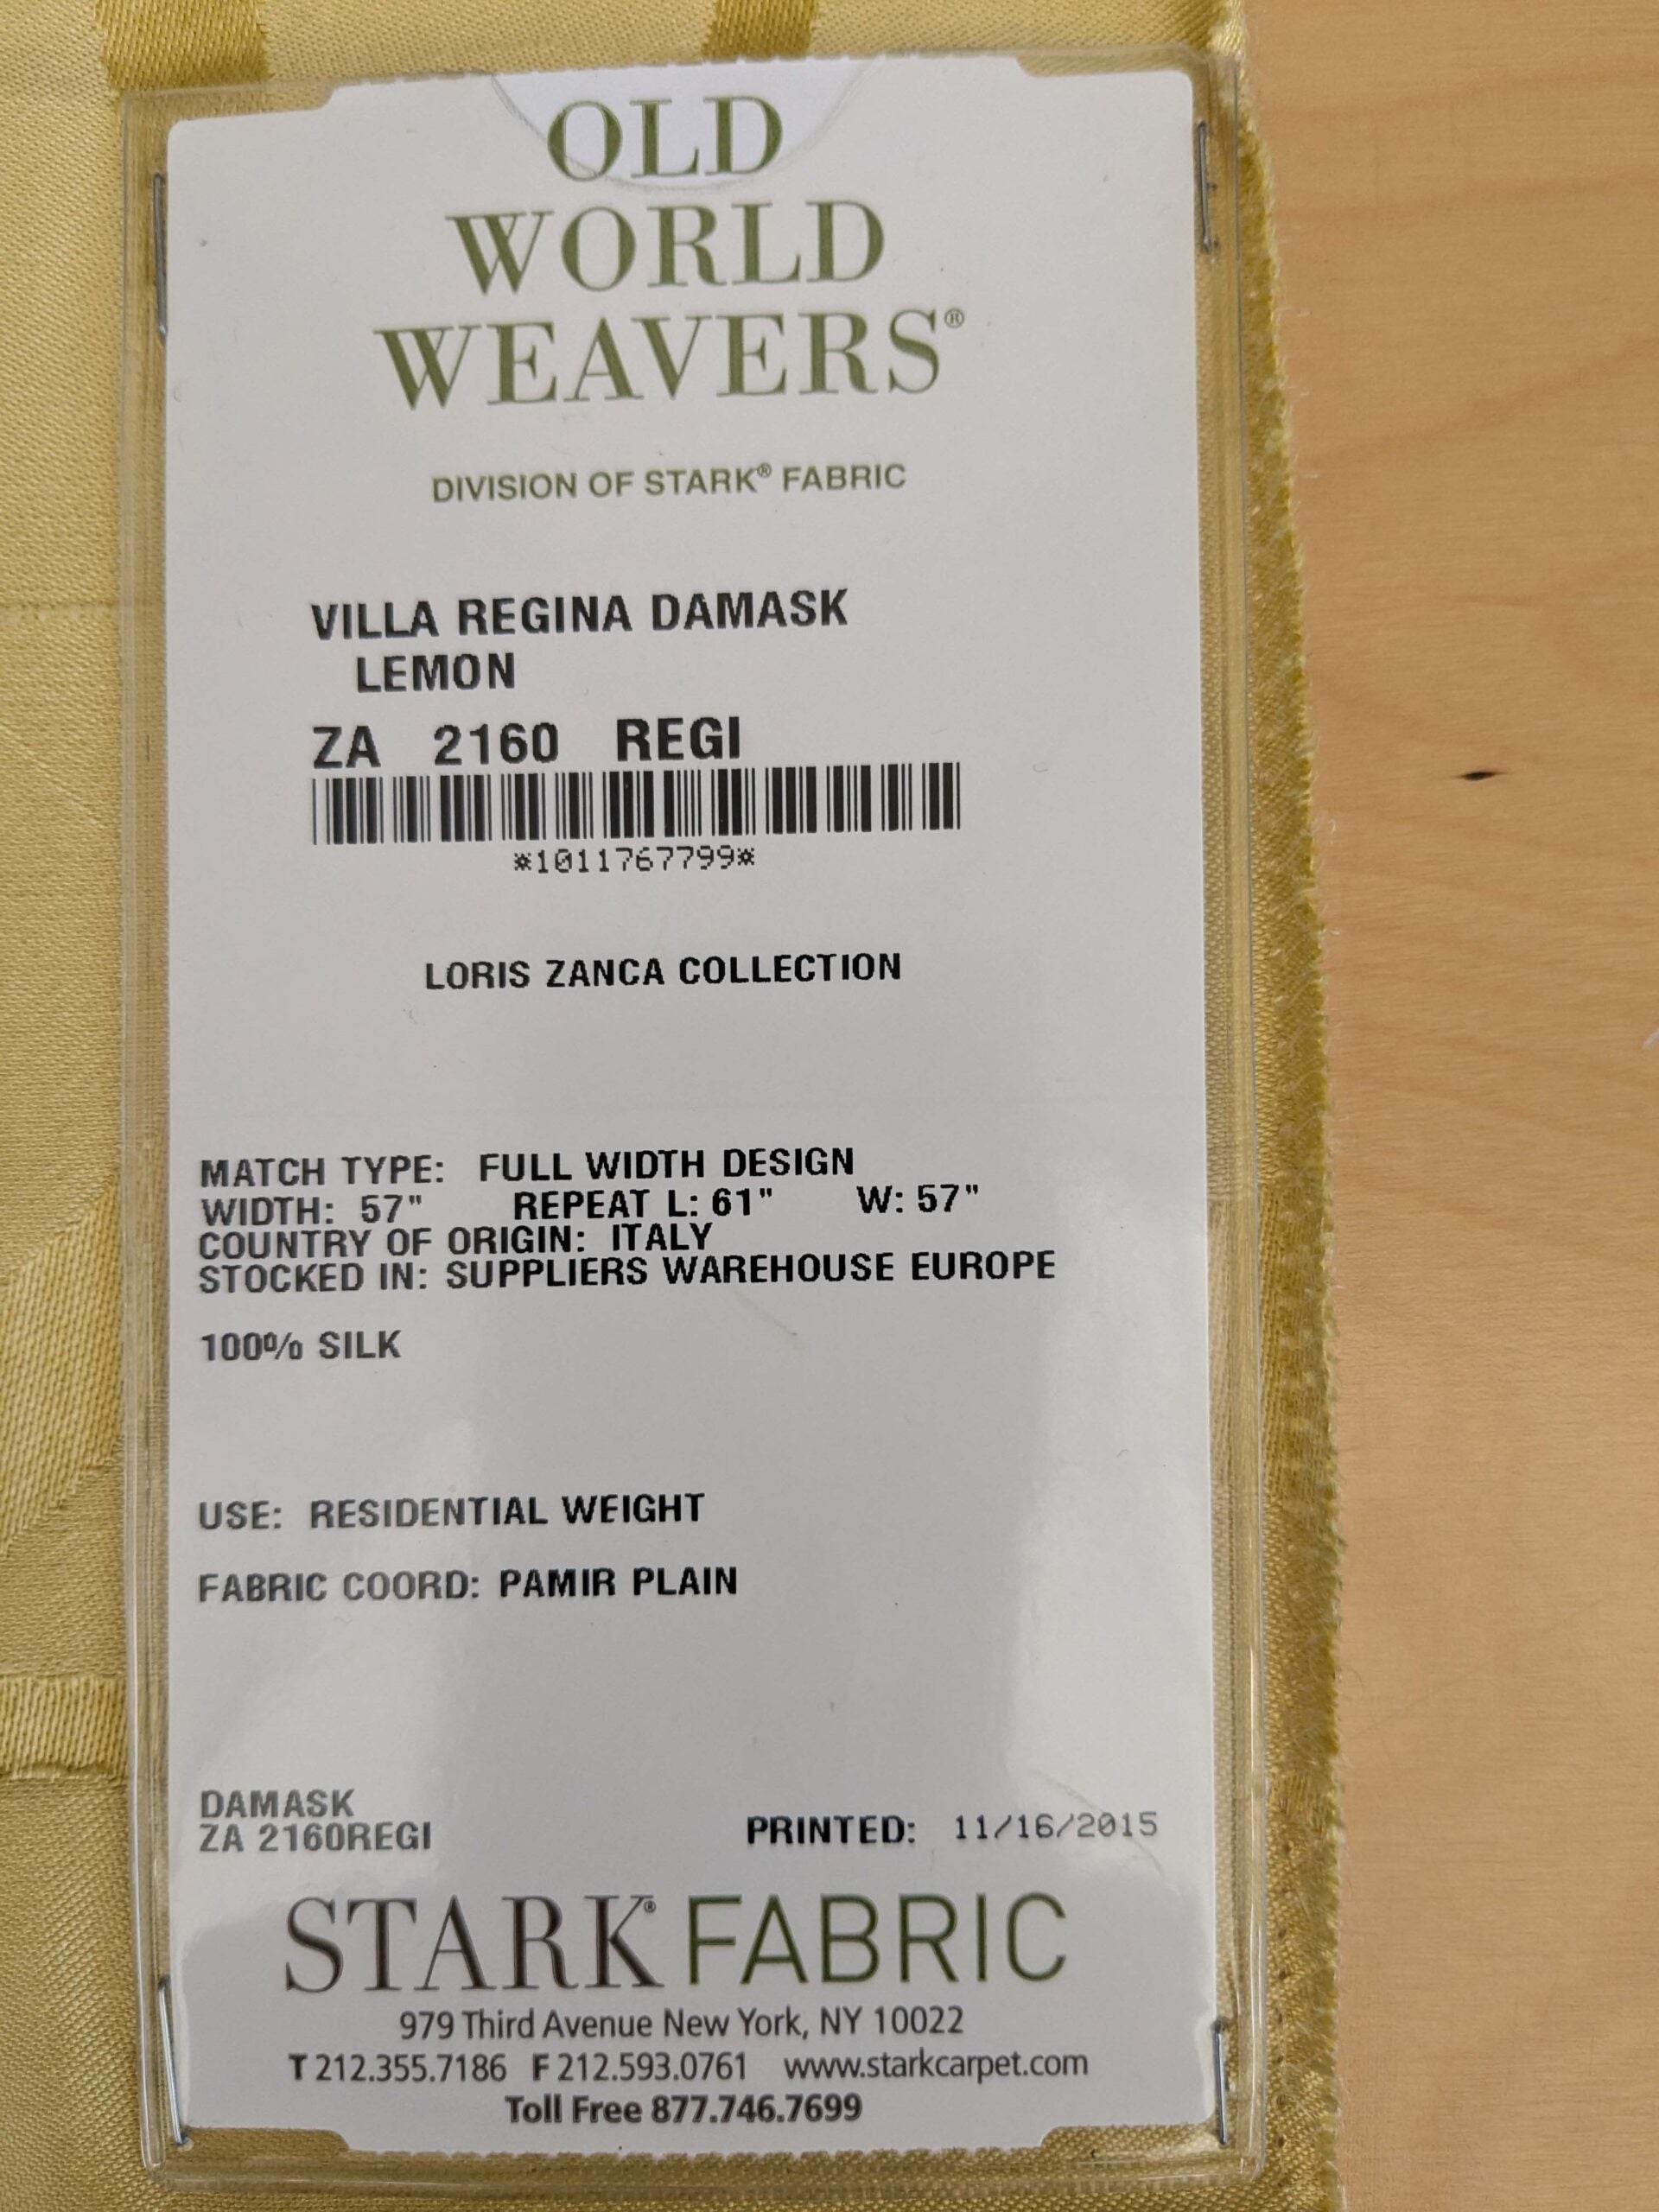 OLD
WORLD
WEAVERS®
DIVISION OF STARK® FABRIC
VILLA REGINA DAMASK
LEMON
ZA 2160 REGI
*1011767799*
LORIS ZANCA COLLECTION
MATCH TYPE: FULL WIDTH DESIGN
WIDTH: 57" REPEAT L: 61" W: 57"
COUNTRY OF ORIGIN: ITALY
STOCKED IN: SUPPLIERS WAREHOUSE EUROPE
100% SILK
USE: RESIDENTIAL WEIGHT
FABRIC COORD: PAMIR PLAIN
DAMASK
ZA 2160REGI PRINTED: 11/16/2015
STARK® FABRIC
979 Third Avenue New York, NY 10022
T 212.355.7186 F 212.593.0761 www.starkcarpet.com
Toll Free 877.746.7699